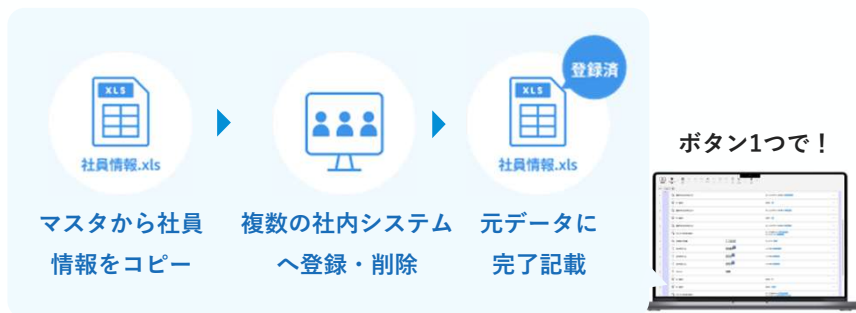 XLS
社員情報.xls
マスタから社員
情報をコピー
複数の社内システム
へ登録・削除
登録済
XLS
社員情報.xls
元データに
完了記載
ボタン1つで！